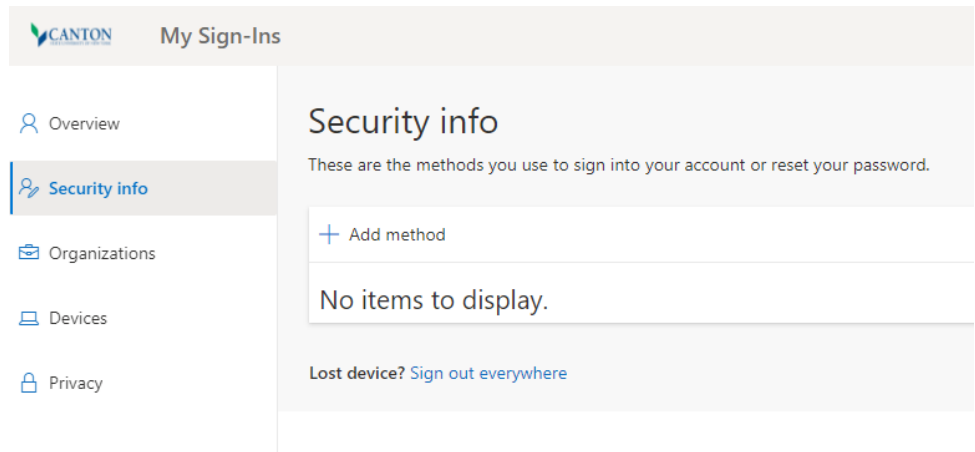 CANTON
My Sign-Ins
Overview
Security info
Organizations
Devices
Privacy
Security info
These are the methods you use to sign into your account or reset your password.
Add method
No items to display.
Lost device? Sign out everywhere